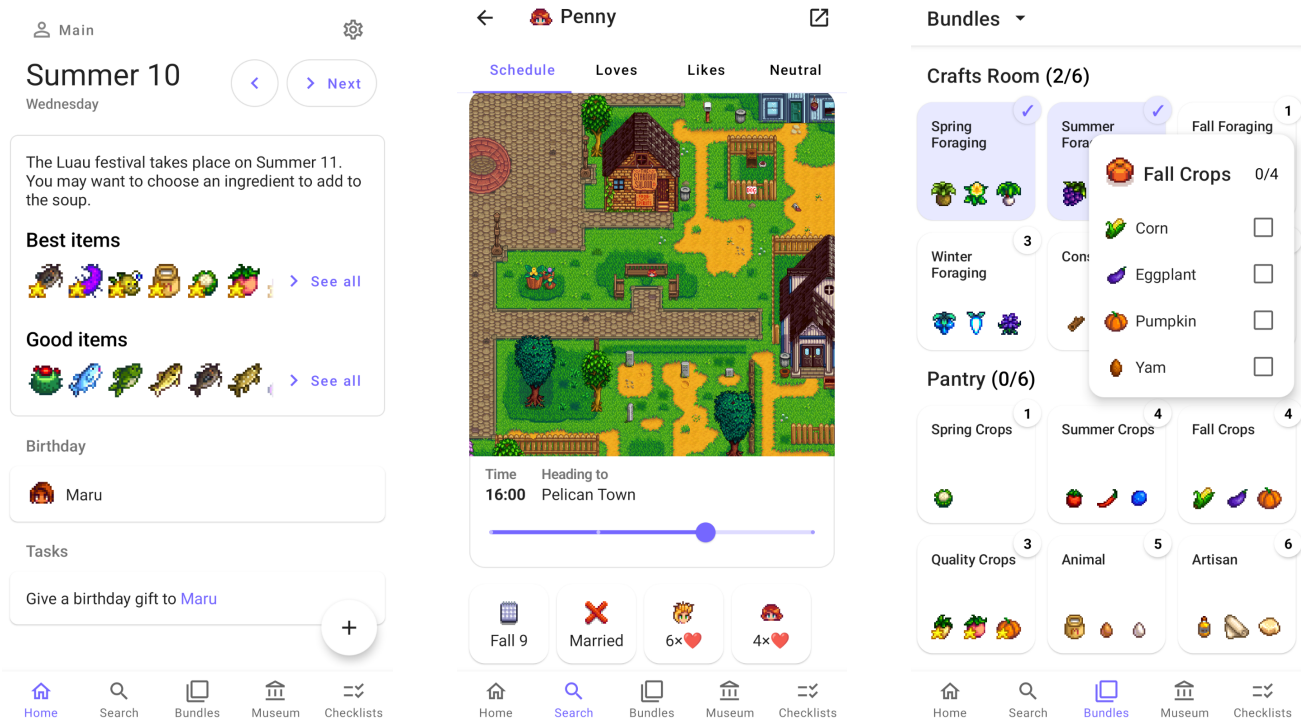 Main
Summer 10
Wednesday
Next
The Luau festival takes place on Summer 11.
You may want to choose an ingredient to add to
the soup.
Best items
See all
Good items
See all
Birthday
Maru
Tasks
Give a birthday gift to Maru
+
Home
Search
Bundles
Museum
Checklists
Penny
Schedule
Loves
Likes
Neutral
STARDROP
SALOON
Time
Heading to
16:00
Pelican Town
Fall 9
Married
6×❤️
4×❤️
Home
Search
Bundles
Museum
Checklists
Bundles
Crafts Room (2/6)
Spring
Foraging
Summer
Fora
Fall Foraging
1
Fall Crops
0/4
Corn
Eggplant
Pumpkin
Yam
Winter
Foraging
3
Cons
Pantry (0/6)
Spring Crops
1
Summer Crops
4
Fall Crops
4
Quality Crops
3
Animal
5
Artisan
6
Home
Search
Bundles
Museum
Checklists